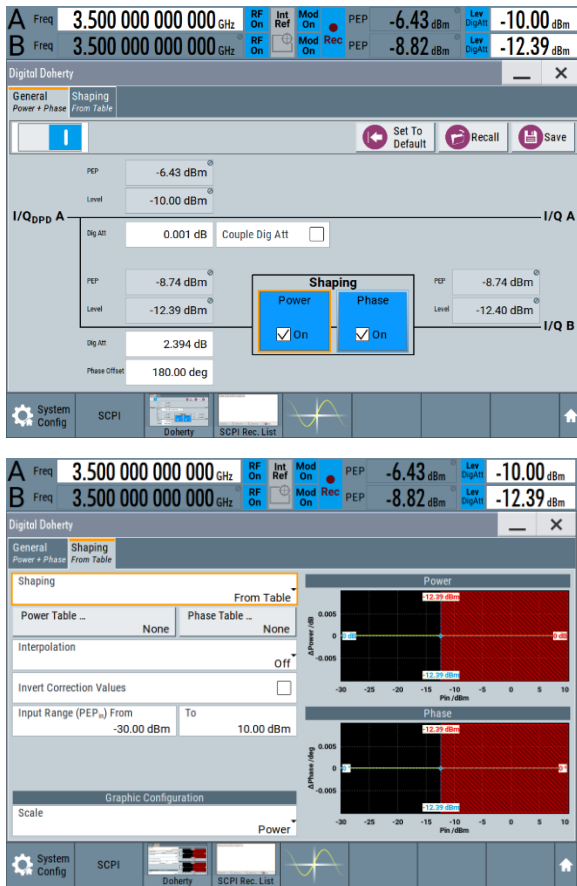 A Freq 3.500 000 000 000 GHz RF On Int Ref Mod On PEP -6.43 dBm Lev DigAtt -10.00 dBm
B Freq 3.500 000 000 000 GHz RF On Mod On Rec PEP -8.82 dBm Lev DigAtt -12.39 dBm
Digital Doherty
General Shaping
Power + Phase From Table
Set To Default Recall Save
PEP -6.43 dBm
Level -10.00 dBm
I/QDPD A I/Q A
Dig Att 0.001 dB Couple Dig Att
PEP -8.74 dBm Shaping PEP -8.74 dBm
Power Phase
Level -12.39 dBm Level -12.40 dBm
On On I/Q B
Dig Att 2.394 dB
Phase Offset 180.00 deg
System Config SCPI Doherty SCPI Rec. List
A Freq 3.500 000 000 000 GHz RF On Int Ref Mod On PEP -6.43 dBm Lev DigAtt -10.00 dBm
B Freq 3.500 000 000 000 GHz RF On Mod On Rec PEP -8.82 dBm Lev DigAtt -12.39 dBm
Digital Doherty
General Shaping
Power + Phase From Table
Shaping
From Table
Power Table ... Phase Table ...
None None
Interpolation
Off
Invert Correction Values
Input Range (PEPin) From To
-30.00 dBm 10.00 dBm
Graphic Configuration
Scale
Power
Power
-12.39 dBm
ΔPower /dB
0.005
0
-0.005
0 dB 0 dB
-12.39 dBm
-30 -25 -20 -15 -10 -5 0 5 10
Pin /dBm
Phase
-12.39 dBm
ΔPhase /deg
0.005
0
-0.005
0 ° 0 °
-12.39 dBm
-30 -25 -20 -15 -10 -5 0 5 10
Pin /dBm
System Config SCPI Doherty SCPI Rec. List